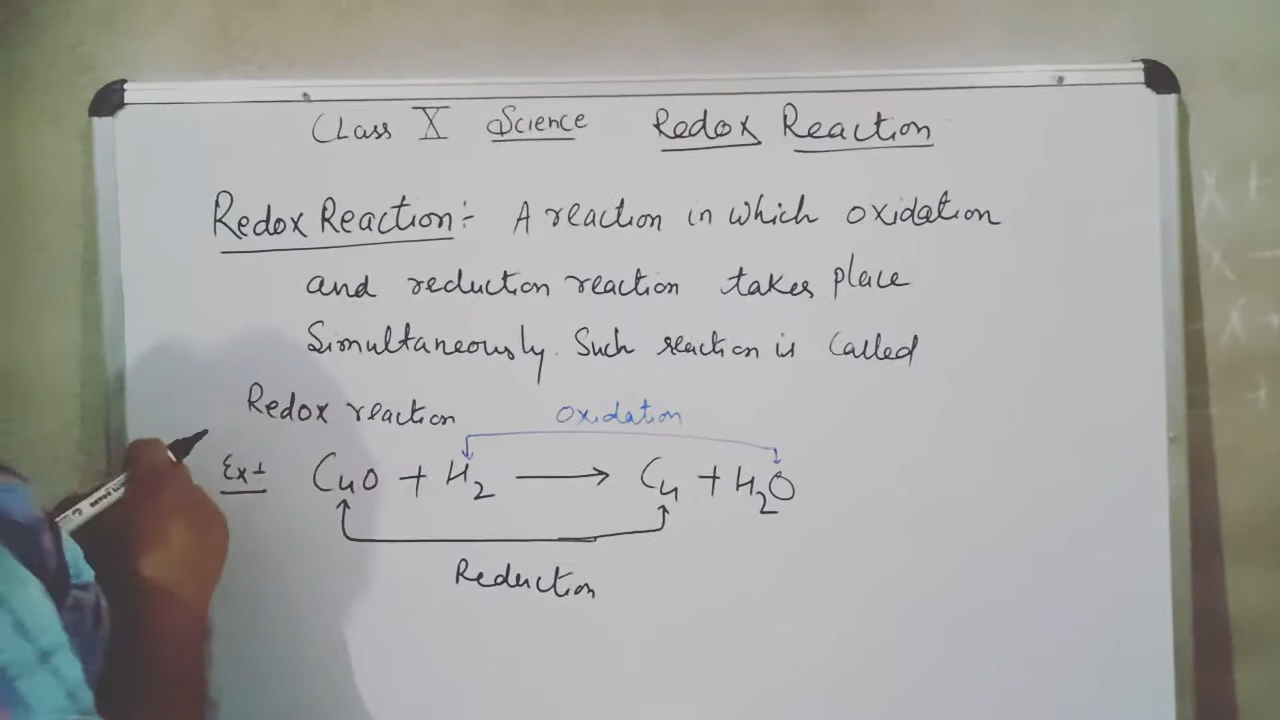 Class X Science Redox Reaction
Redox Reaction:- A reaction in which oxidation
and reduction reaction takes place
Simultaneously. Such reaction is called
Redox reaction
oxidation
Ex:- CuO + H₂ ⟶ Cu + H₂O
Reduction